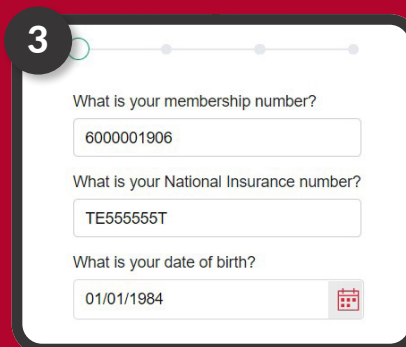 3
What is your membership number?
6000001906
What is your National Insurance number?
TE555555T
What is your date of birth?
01/01/1984